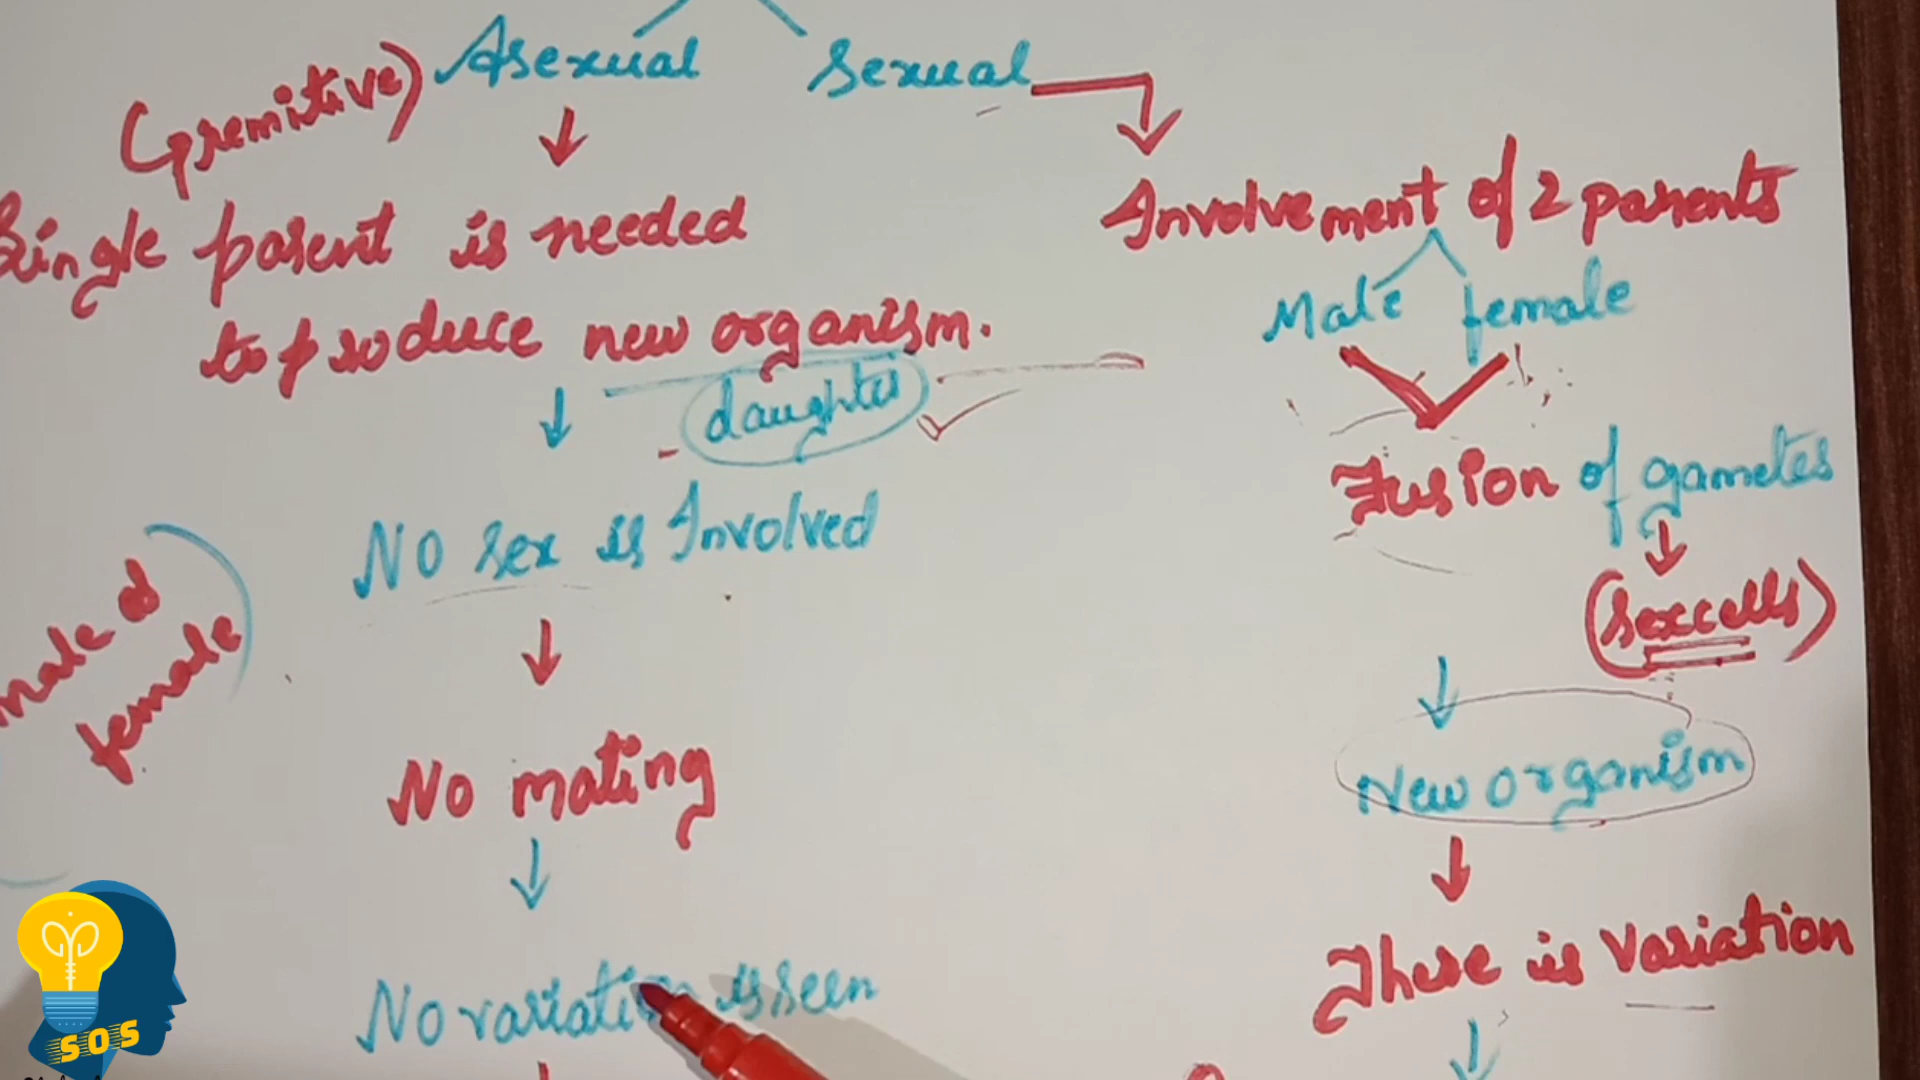 (premitive) Asexual
Single parent is needed
to produce new organism.
daughter
No sex is Involved
male &
female
No mating
No variation is seen
Sexual
Involvement of 2 parents
Male female
Fusion of gametes
(sex cells)
New organism
There is variation
SOS